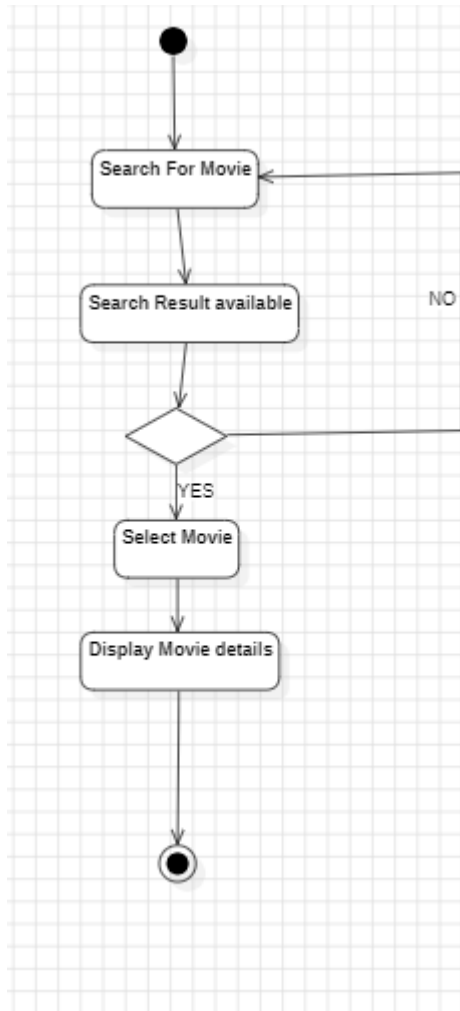 Search For Movie
Search Result available
NO
YES
Select Movie
Display Movie details